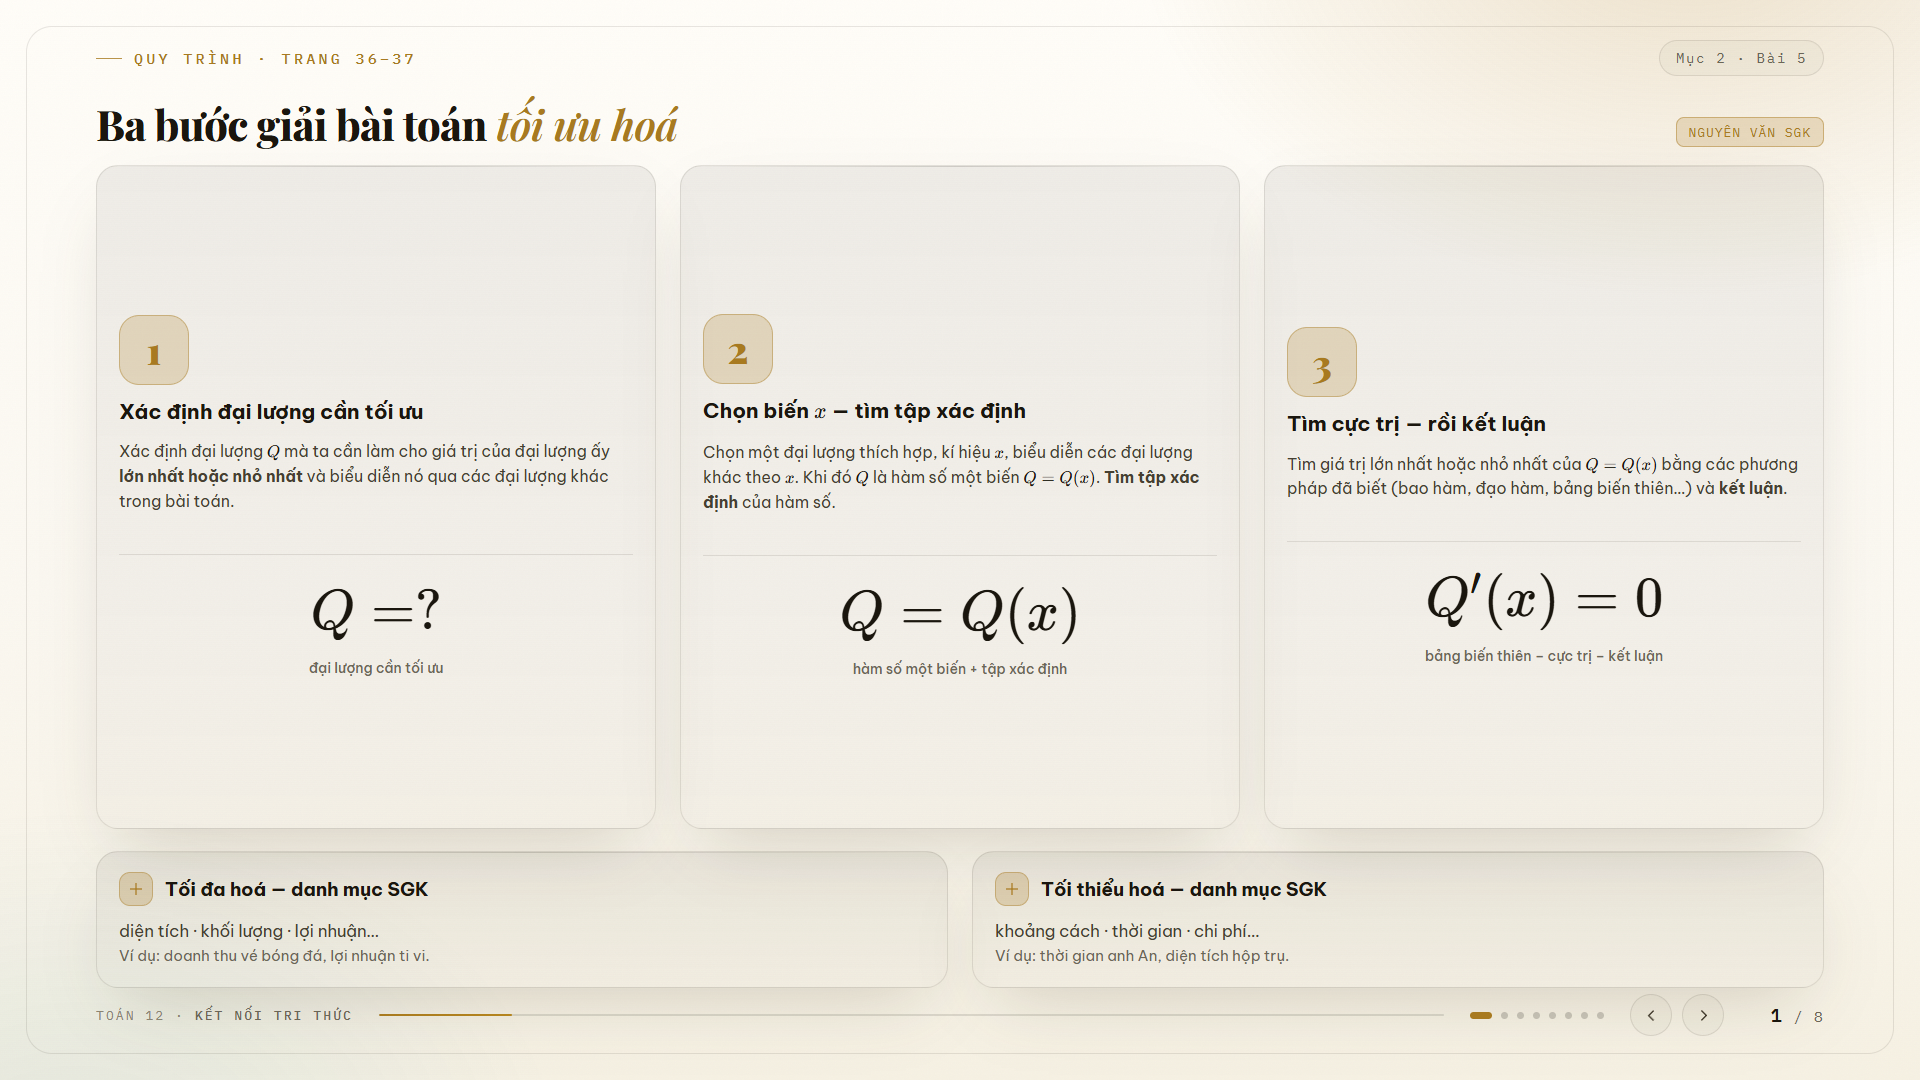 QUY TRÌNH · TRANG 36–37
Mục 2 · Bài 5
Ba bước giải bài toán tối ưu hoá
NGUYÊN VĂN SGK
1
Xác định đại lượng cần tối ưu
Xác định đại lượng Q mà ta cần làm cho giá trị của đại lượng ấy
lớn nhất hoặc nhỏ nhất và biểu diễn nó qua các đại lượng khác
trong bài toán.
Q =?
đại lượng cần tối ưu
2
Chọn biến x — tìm tập xác định
Chọn một đại lượng thích hợp, kí hiệu x, biểu diễn các đại lượng
khác theo x. Khi đó Q là hàm số một biến Q = Q(x). Tìm tập xác
định của hàm số.
Q = Q(x)
hàm số một biến + tập xác định
3
Tìm cực trị — rồi kết luận
Tìm giá trị lớn nhất hoặc nhỏ nhất của Q = Q(x) bằng các phương
pháp đã biết (bao hàm, đạo hàm, bảng biến thiên…) và kết luận.
Q′(x) = 0
bảng biến thiên – cực trị – kết luận
+
Tối đa hoá — danh mục SGK
diện tích · khối lượng · lợi nhuận…
Ví dụ: doanh thu vé bóng đá, lợi nhuận ti vi.
+
Tối thiểu hoá — danh mục SGK
khoảng cách · thời gian · chi phí…
Ví dụ: thời gian anh An, diện tích hộp trụ.
TOÁN 12 · KẾT NỐI TRI THỨC
1 / 8